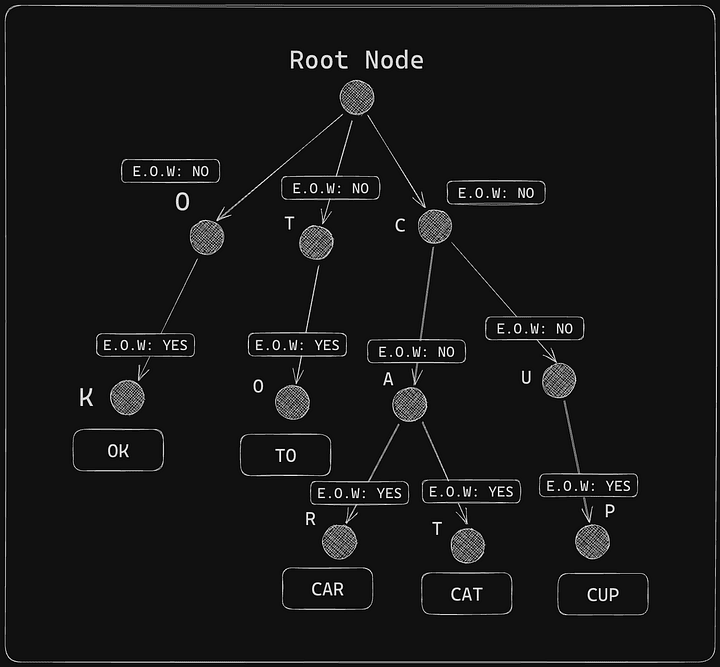 Root Node
E.O.W: NO
O
E.O.W: NO
T
E.O.W: NO
C
E.O.W: YES
K
OK
E.O.W: YES
O
TO
E.O.W: NO
A
E.O.W: NO
U
E.O.W: YES
R
CAR
E.O.W: YES
T
CAT
E.O.W: YES
P
CUP